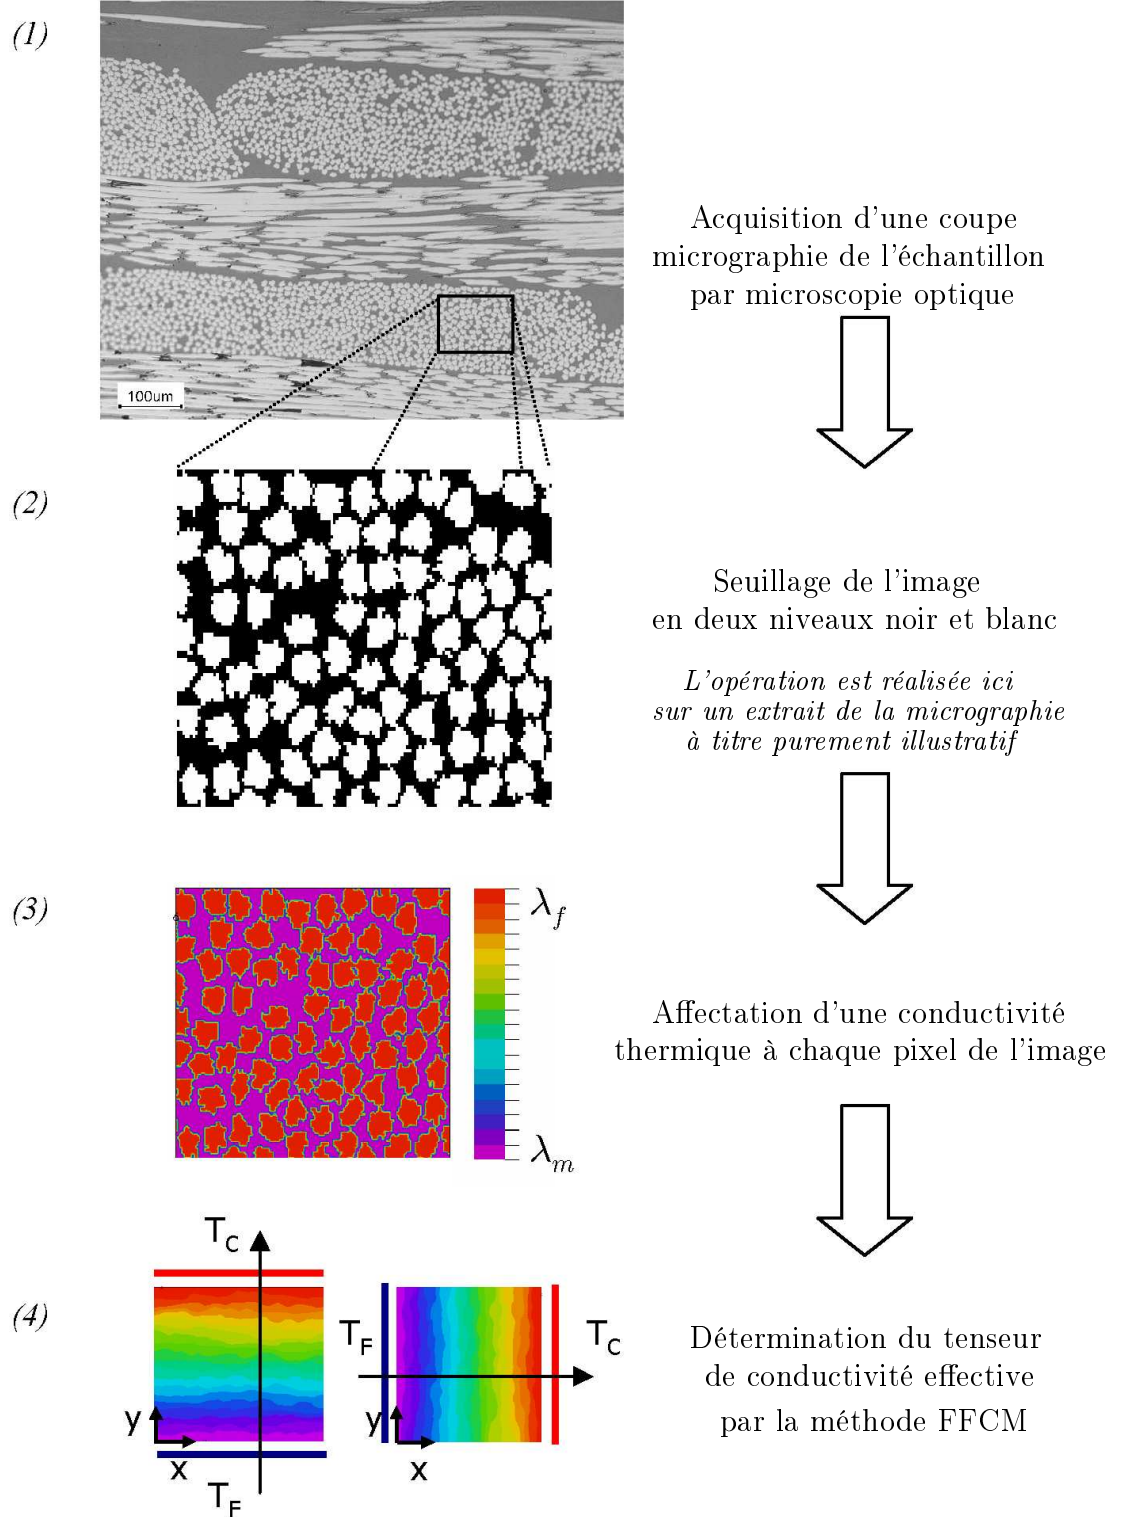 (1)
Acquisition d'une coupe
micrographie de l'échantillon
par microscopie optique
100um
(2)
Seuillage de l'image
en deux niveaux noir et blanc
L'opération est réalisée ici
sur un extrait de la micrographie
à titre purement illustratif
(3)
λf
λm
Affectation d'une conductivité
thermique à chaque pixel de l'image
(4)
TC
y
x
TF
TF
TC
y
x
Détermination du tenseur
de conductivité effective
par la méthode FFCM